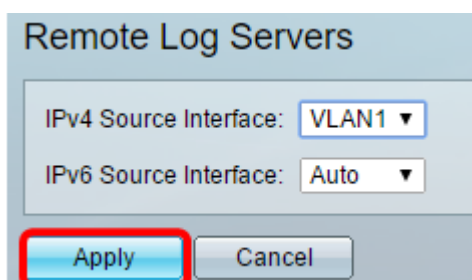 Remote Log Servers
IPv4 Source Interface: VLAN1
IPv6 Source Interface: Auto
Apply Cancel